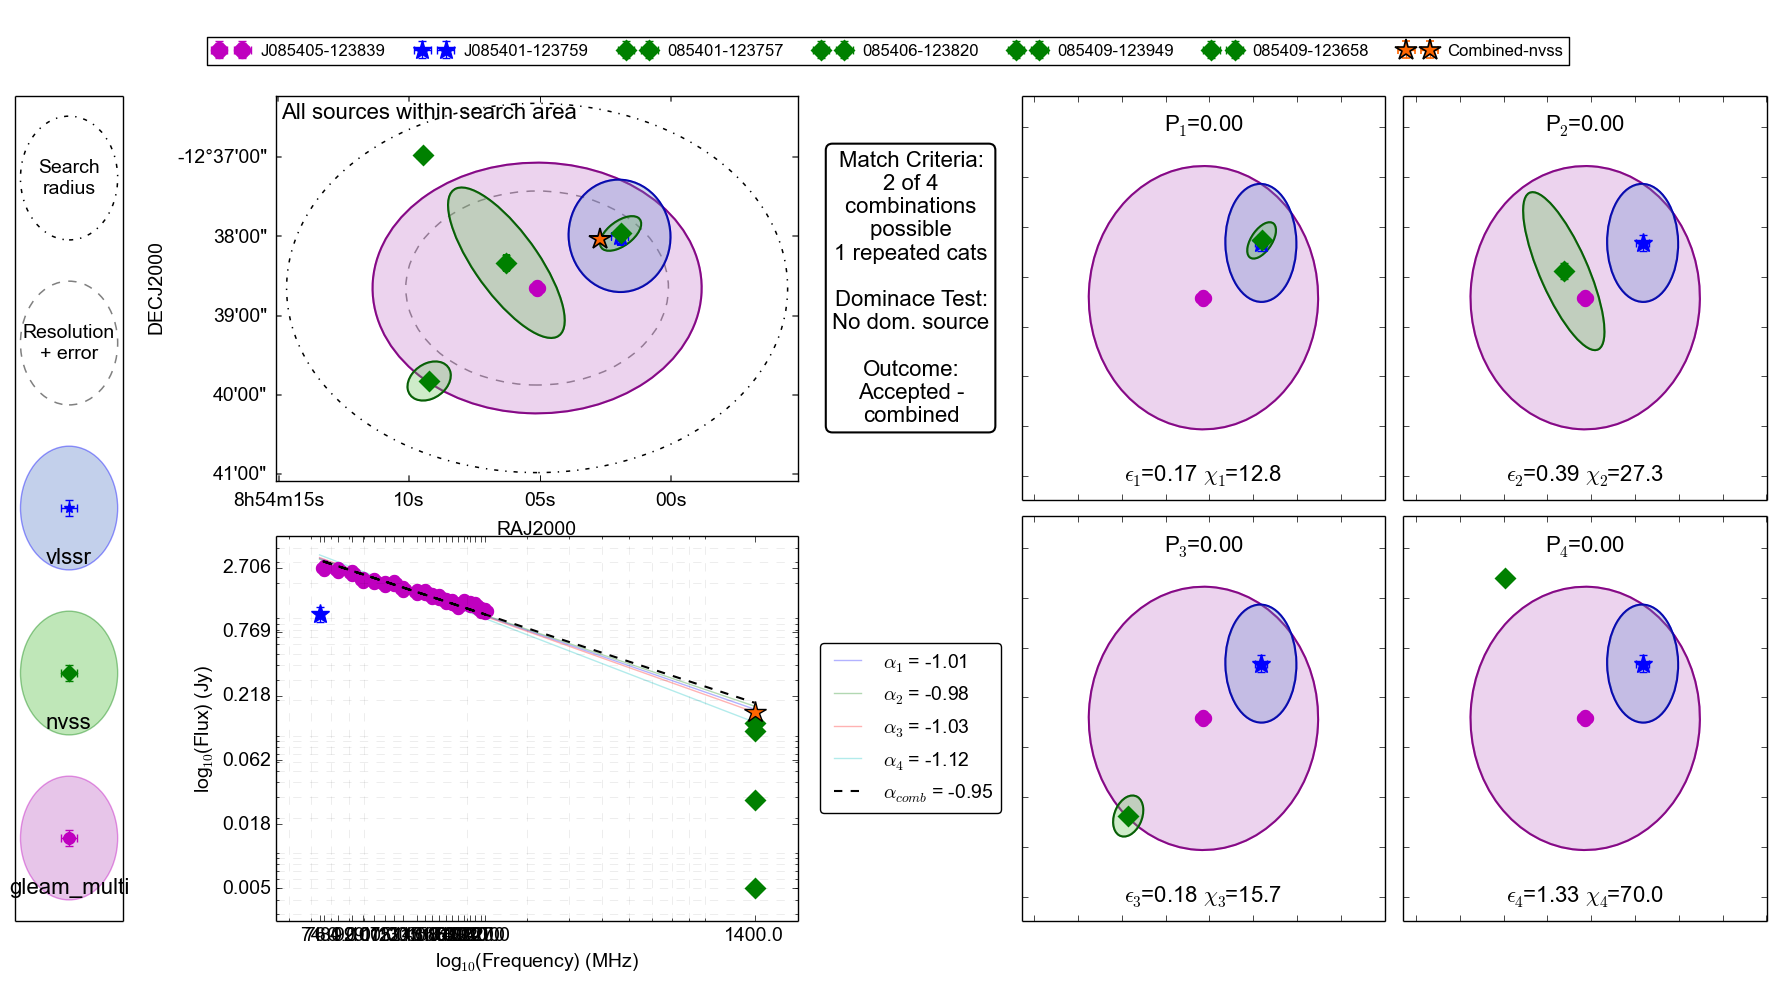 J085405-123839 J085401-123759 085401-123757 085406-123820 085409-123949 085409-123658 Combined-nvss
Search
radius
Resolution
+ error
vlssr
nvss
gleam_multi
All sources within search area
DECJ2000
-12°37'00"
38'00"
39'00"
40'00"
41'00"
8h54m15s 10s 05s 00s
RAJ2000
Match Criteria:
2 of 4
combinations
possible
1 repeated cats
Dominace Test:
No dom. source
Outcome:
Accepted -
combined
P1=0.00
ϵ1=0.17 χ1=12.8
P2=0.00
ϵ2=0.39 χ2=27.3
P3=0.00
ϵ3=0.18 χ3=15.7
P4=0.00
ϵ4=1.33 χ4=70.0
log10(Flux) (Jy)
2.706
0.769
0.218
0.062
0.018
0.005
1400.0
log10(Frequency) (MHz)
α1 = -1.01
α2 = -0.98
α3 = -1.03
α4 = -1.12
αcomb = -0.95